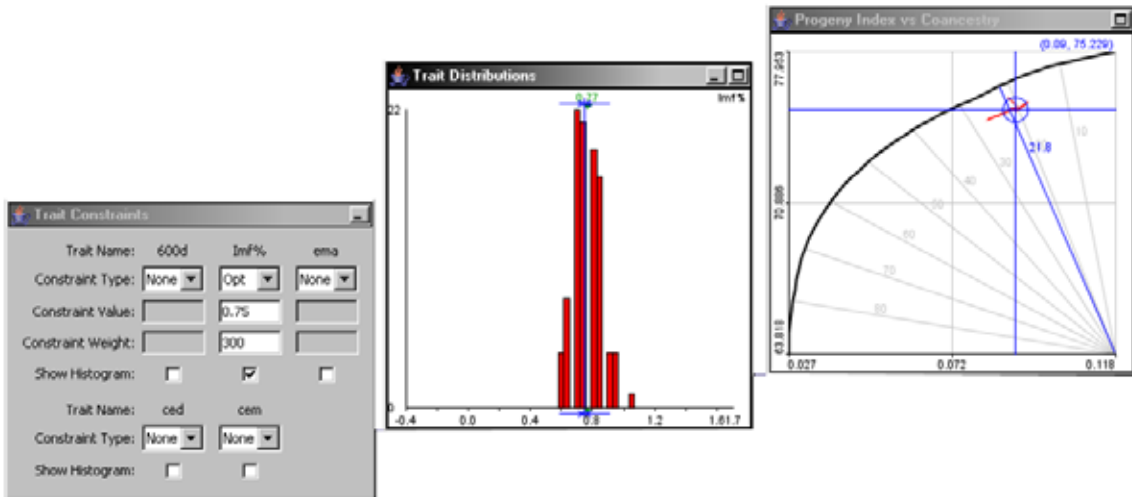 Progeny Index vs Coancestry
(0.09, 75.229)
77.963
70.886
63.818
10
21.8
30
50
60
70
80
0.027 0.072 0.118
Trait Distributions
0.77
Imf%
22
0
-0.4 0.0 0.4 0.8 1.2 1.61.7
Trait Constraints
Trait Name: 600d Imf% ema
Constraint Type: None Opt None
Constraint Value: 0.75
Constraint Weight: 300
Show Histogram:
Trait Name: ced cem
Constraint Type: None None
Show Histogram: